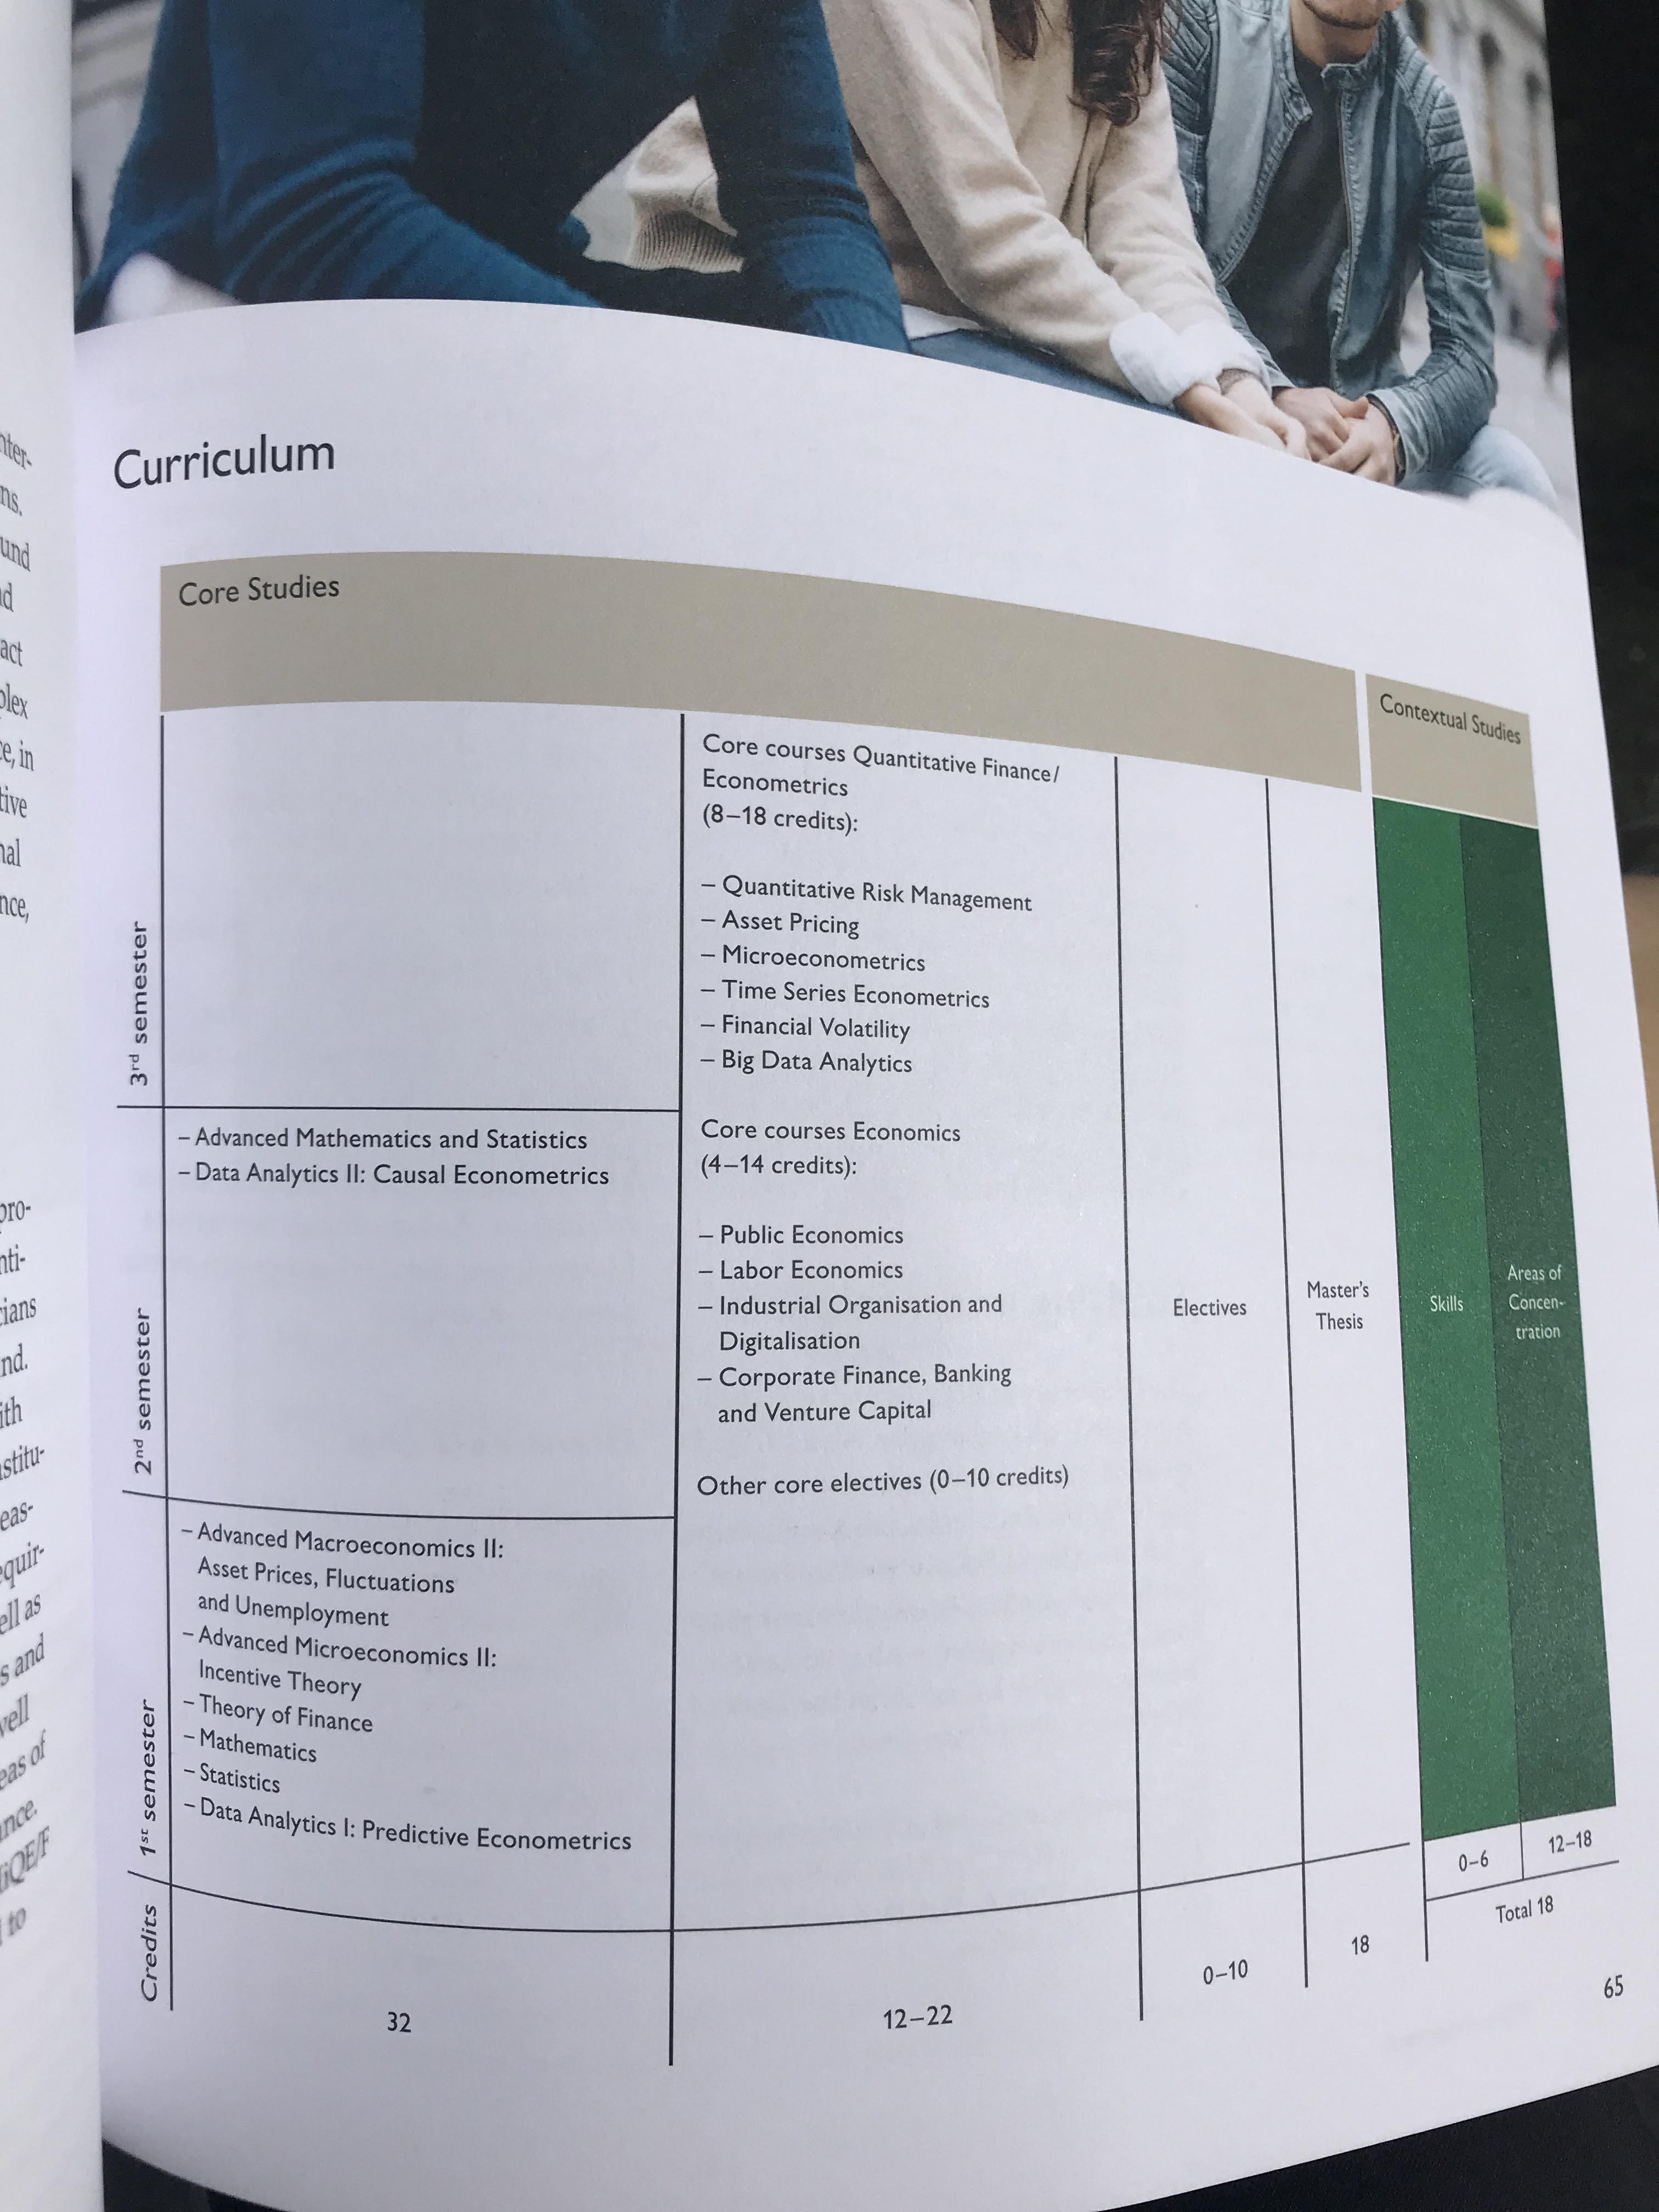 nter-
ns.
und
d
act
plex
e, in
tive
nal
nce,
pro-
nti-
cians
nd.
ith
stitu-
eas-
equir-
ell as
s and
well
eas of
ance.
iQE/F
to
Curriculum
Core Studies
Contextual Studies
3rd semester
Core courses Quantitative Finance/
Econometrics
(8–18 credits):
– Quantitative Risk Management
– Asset Pricing
– Microeconometrics
– Time Series Econometrics
– Financial Volatility
– Big Data Analytics
2nd semester
– Advanced Mathematics and Statistics
– Data Analytics II: Causal Econometrics
Core courses Economics
(4–14 credits):
– Public Economics
– Labor Economics
– Industrial Organisation and
Digitalisation
– Corporate Finance, Banking
and Venture Capital
Other core electives (0–10 credits)
Electives
Master's
Thesis
Skills
Areas of
Concen-
tration
1st semester
– Advanced Macroeconomics II:
Asset Prices, Fluctuations
and Unemployment
– Advanced Microeconomics II:
Incentive Theory
– Theory of Finance
– Mathematics
– Statistics
– Data Analytics I: Predictive Econometrics
Credits
32
12–22
0–10
18
0–6
12–18
Total 18
65